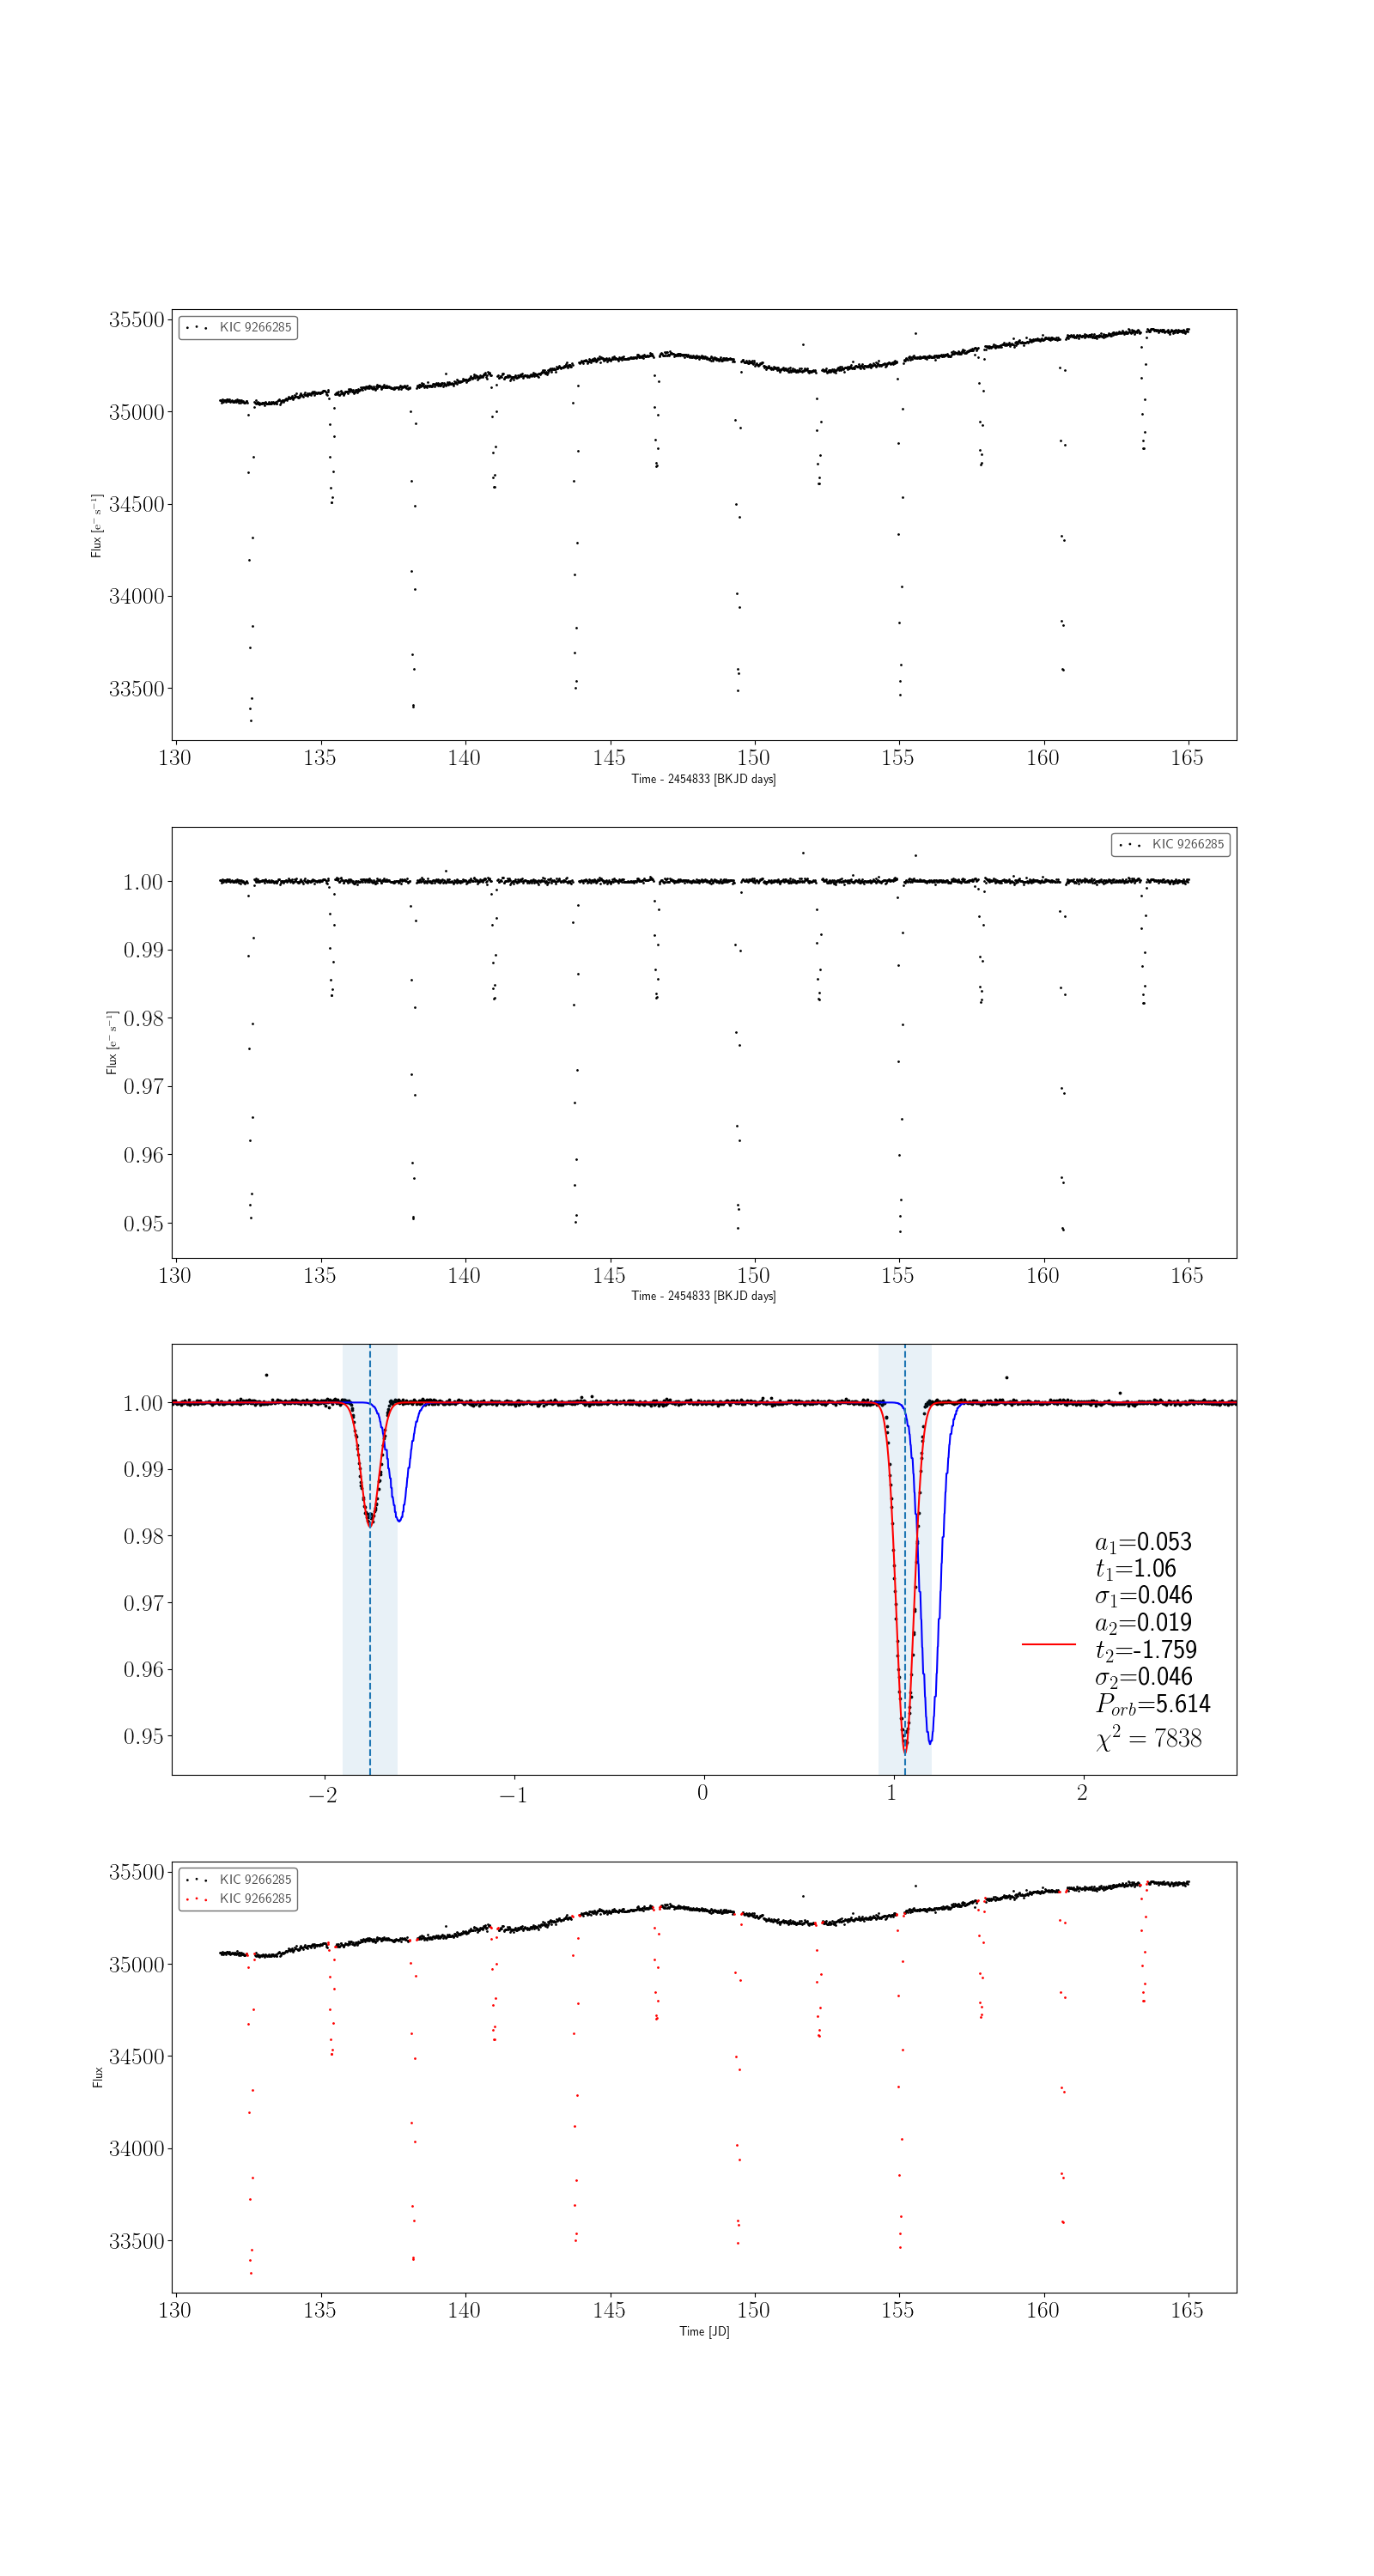 35500
KIC 9266285
35000
34500
34000
33500
Flux [e⁻ s⁻¹]
130 135 140 145 150 155 160 165
Time - 2454833 [BKJD days]
KIC 9266285
1.00
0.99
0.98
0.97
0.96
0.95
Flux [e⁻ s⁻¹]
130 135 140 145 150 155 160 165
Time - 2454833 [BKJD days]
1.00
0.99
0.98
0.97
0.96
0.95
a₁=0.053
t₁=1.06
σ₁=0.046
a₂=0.019
t₂=-1.759
σ₂=0.046
P_orb=5.614
χ² = 7838
−2 −1 0 1 2
35500
KIC 9266285
KIC 9266285
35000
34500
34000
33500
Flux
130 135 140 145 150 155 160 165
Time [JD]